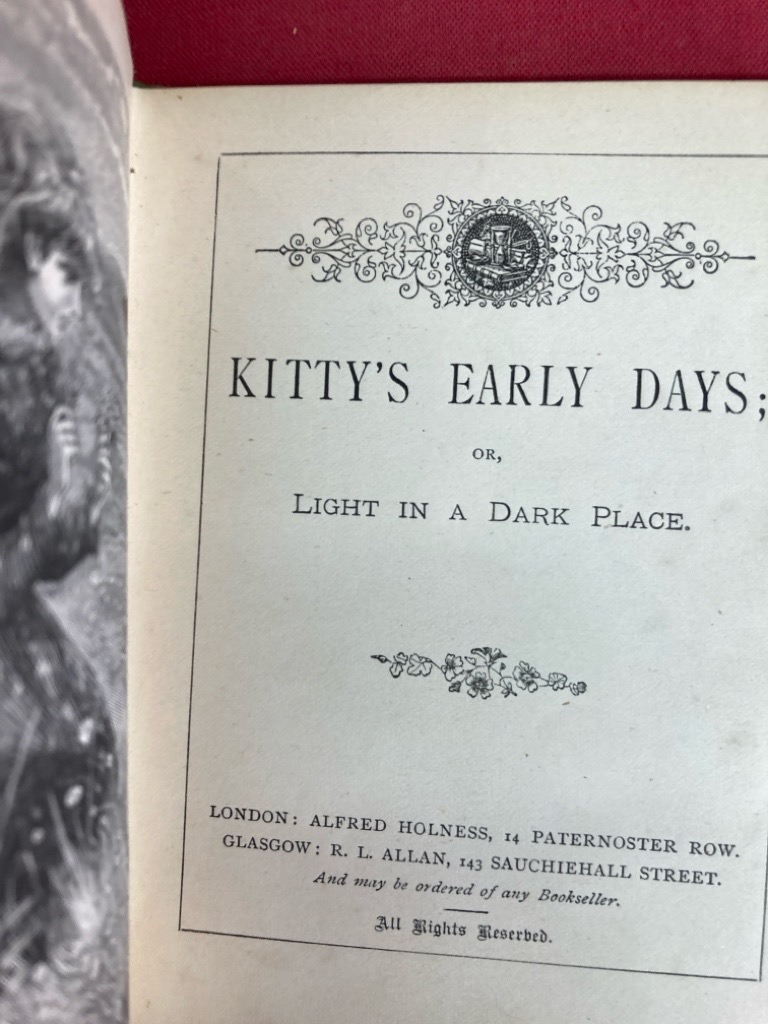 KITTY'S EARLY DAYS;
OR,
LIGHT IN A DARK PLACE.
LONDON: ALFRED HOLNESS, 14 PATERNOSTER ROW.
GLASGOW: R. L. ALLAN, 143 SAUCHIEHALL STREET.
And may be ordered of any Bookseller.
All Rights Reserved.